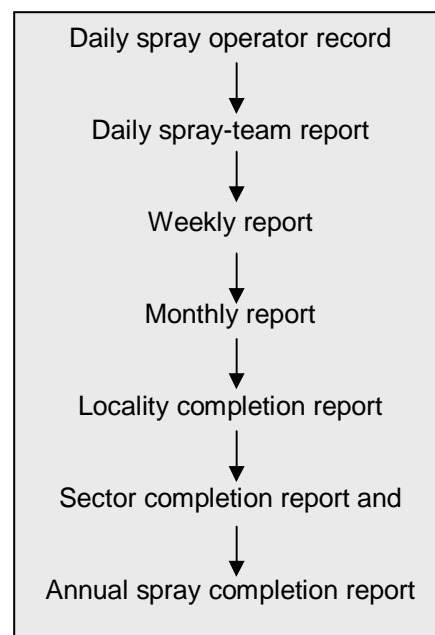 Daily spray operator record
Daily spray-team report
Weekly report
Monthly report
Locality completion report
Sector completion report and
Annual spray completion report